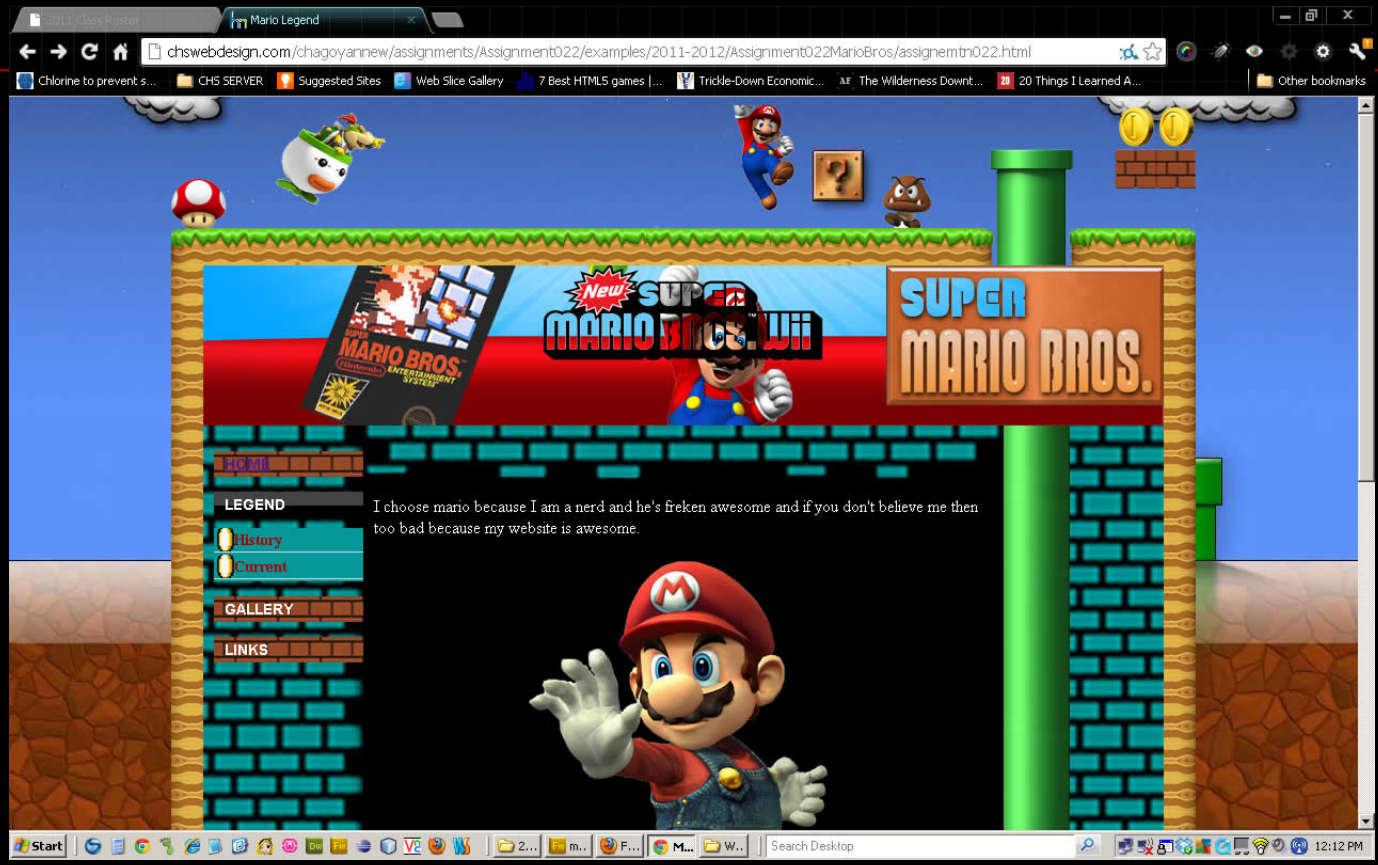 2011 Class Roster
Mario Legend
chswebdesign.com/chagoyannew/assignments/Assignment022/examples/2011-2012/Assignment022MarioBros/assignemtn022.html
Chlorine to prevent s... CHS SERVER Suggested Sites Web Slice Gallery 7 Best HTML5 games |... Trickle-Down Economic... AE The Wilderness Downt... 20 20 Things I Learned A... Other bookmarks
?
SUPER
MARIO BROS.
Nintendo
ENTERTAINMENT
SYSTEM
New SUPER
MARIO BROS. Wii
SUPER
MARIO BROS.
HOME
LEGEND
History
Current
GALLERY
LINKS
I choose mario because I am a nerd and he's freken awesome and if you don't believe me then
too bad because my website is awesome.
M
Start
2...
m..
F...
M...
W..
Search Desktop
12:12 PM